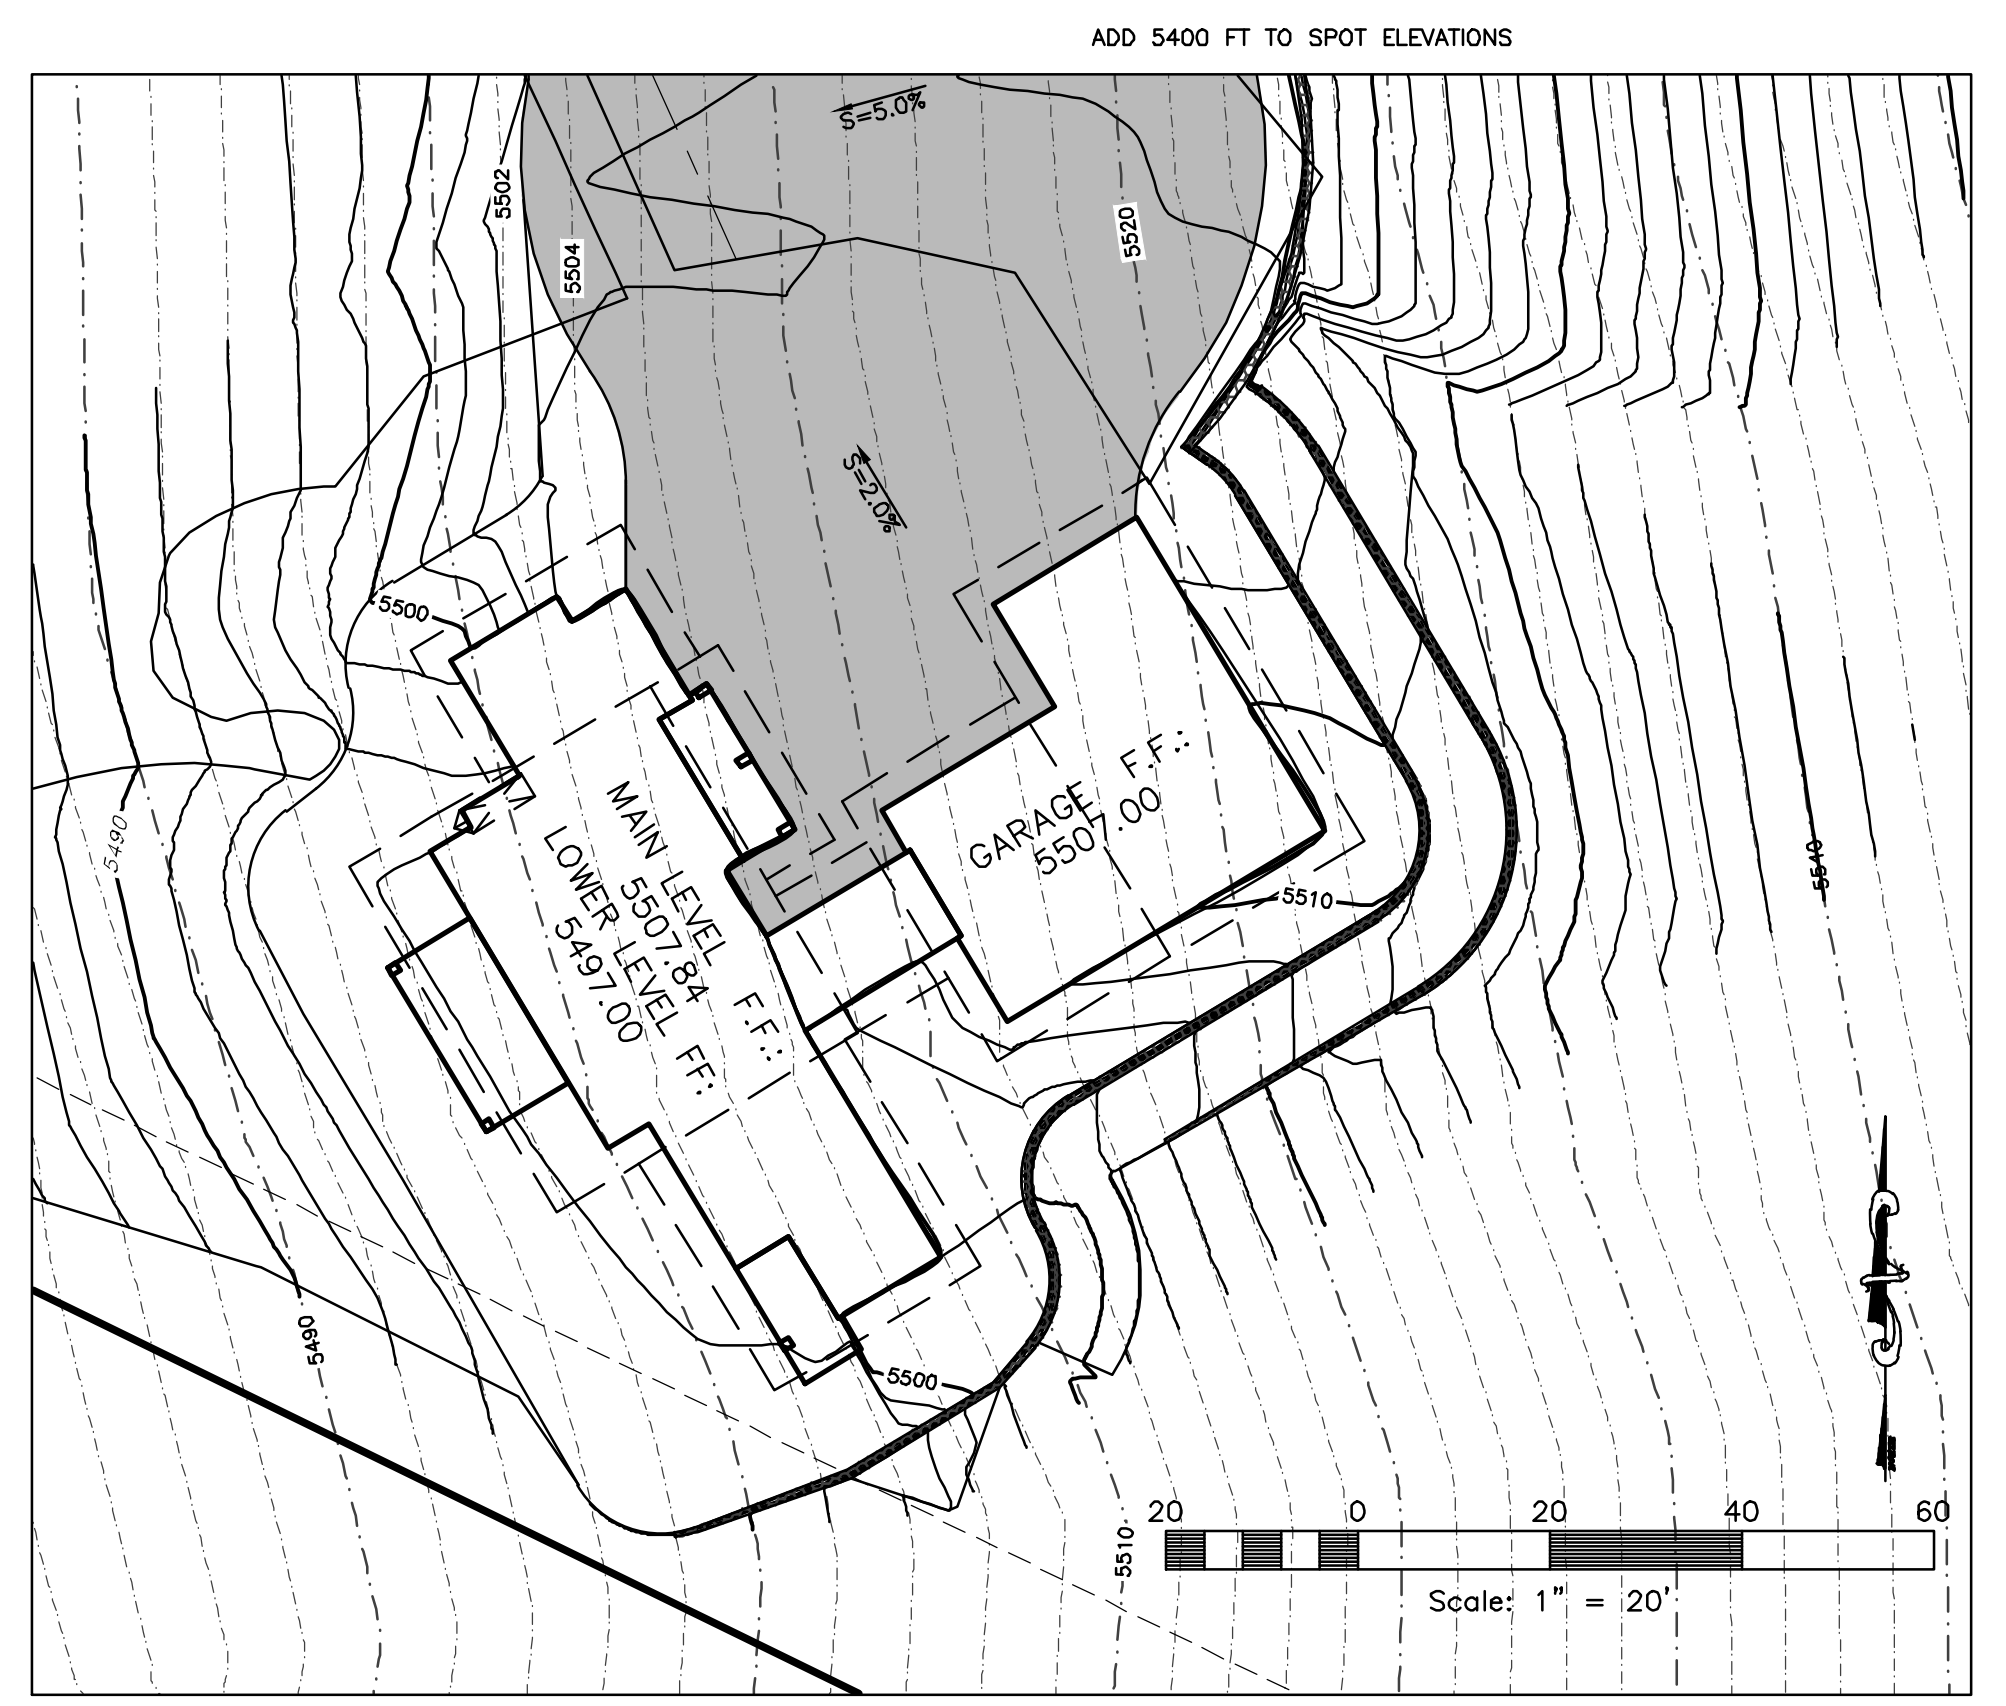 ADD 5400 FT TO SPOT ELEVATIONS
S=5.0%
5502
5520
5504
S=2.0%
5500
GARAGE F.F.:
5507.00
MAIN LEVEL F.F.:
5507.84
LOWER LEVEL FF:
5497.00
5490
5540
5510
5490
5500
5510
20 0 20 40 60
Scale: 1" = 20'